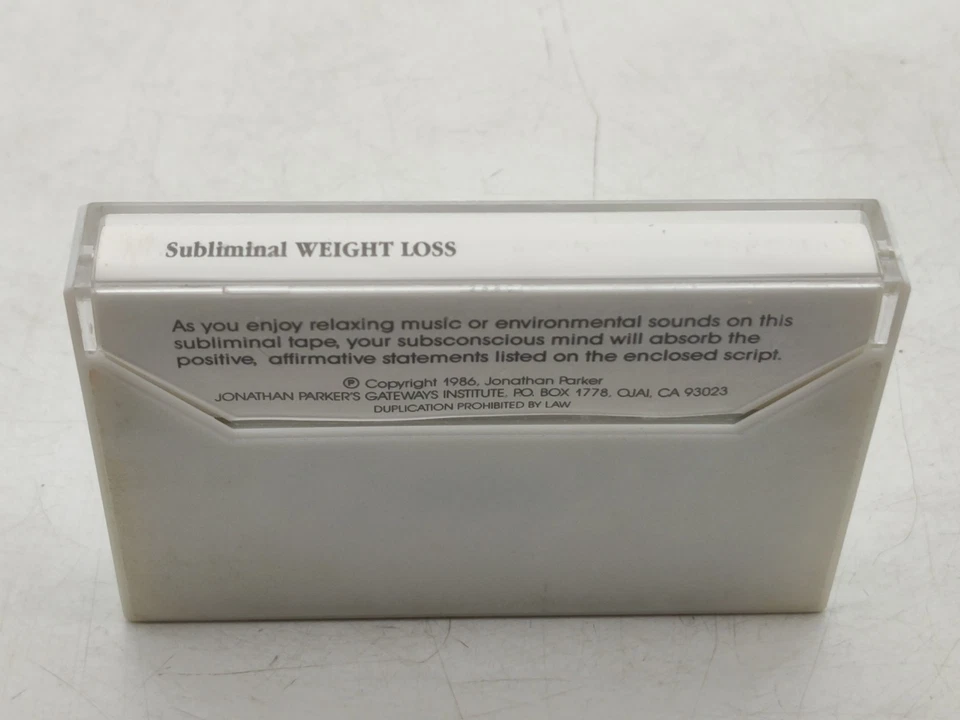 Subliminal WEIGHT LOSS
As you enjoy relaxing music or environmental sounds on this
subliminal tape, your subsconscious mind will absorb the
positive, affirmative statements listed on the enclosed script.
℗ Copyright 1986, Jonathan Parker
JONATHAN PARKER'S GATEWAYS INSTITUTE, P.O. BOX 1778, OJAI, CA 93023
DUPLICATION PROHIBITED BY LAW